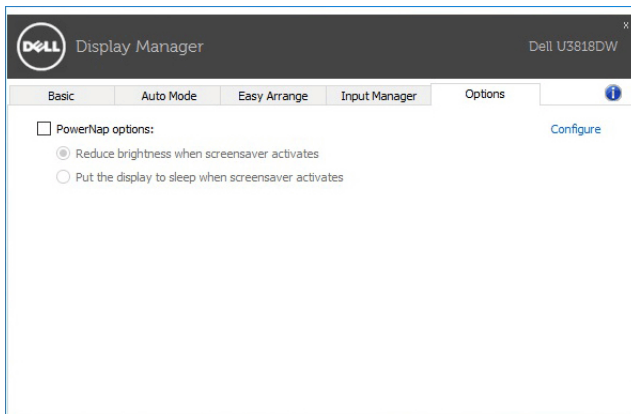 DELL Display Manager Dell U3818DW x
Basic Auto Mode Easy Arrange Input Manager Options i
PowerNap options: Configure
Reduce brightness when screensaver activates
Put the display to sleep when screensaver activates